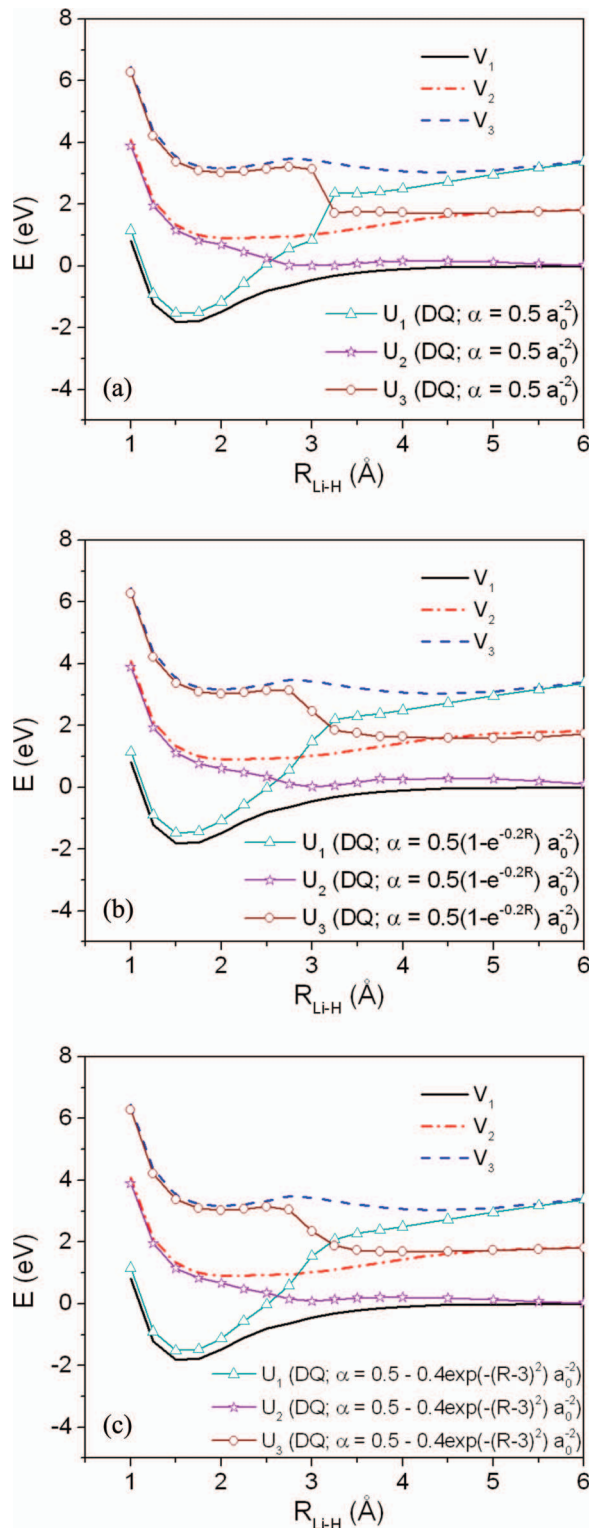 8
6
4
2
0
-2
-4
E (eV)
V₁
V₂
V₃
U₁ (DQ; α = 0.5 a₀⁻²)
U₂ (DQ; α = 0.5 a₀⁻²)
U₃ (DQ; α = 0.5 a₀⁻²)
(a)
1 2 3 4 5 6
R_Li-H (Å)
8
6
4
2
0
-2
-4
E (eV)
V₁
V₂
V₃
U₁ (DQ; α = 0.5(1-e^-0.2R) a₀⁻²)
U₂ (DQ; α = 0.5(1-e^-0.2R) a₀⁻²)
U₃ (DQ; α = 0.5(1-e^-0.2R) a₀⁻²)
(b)
1 2 3 4 5 6
R_Li-H (Å)
8
6
4
2
0
-2
-4
E (eV)
V₁
V₂
V₃
U₁ (DQ; α = 0.5 - 0.4exp(-(R-3)²) a₀⁻²)
U₂ (DQ; α = 0.5 - 0.4exp(-(R-3)²) a₀⁻²)
U₃ (DQ; α = 0.5 - 0.4exp(-(R-3)²) a₀⁻²)
(c)
1 2 3 4 5 6
R_Li-H (Å)